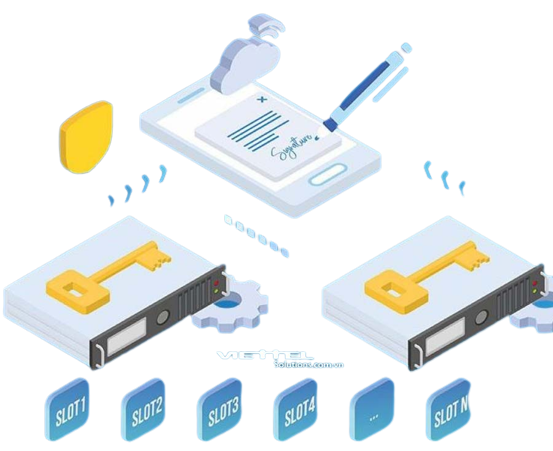 Signature
VIETTEL
solutions.com.vn
SLOT1 SLOT2 SLOT3 SLOT4 ... SLOT N